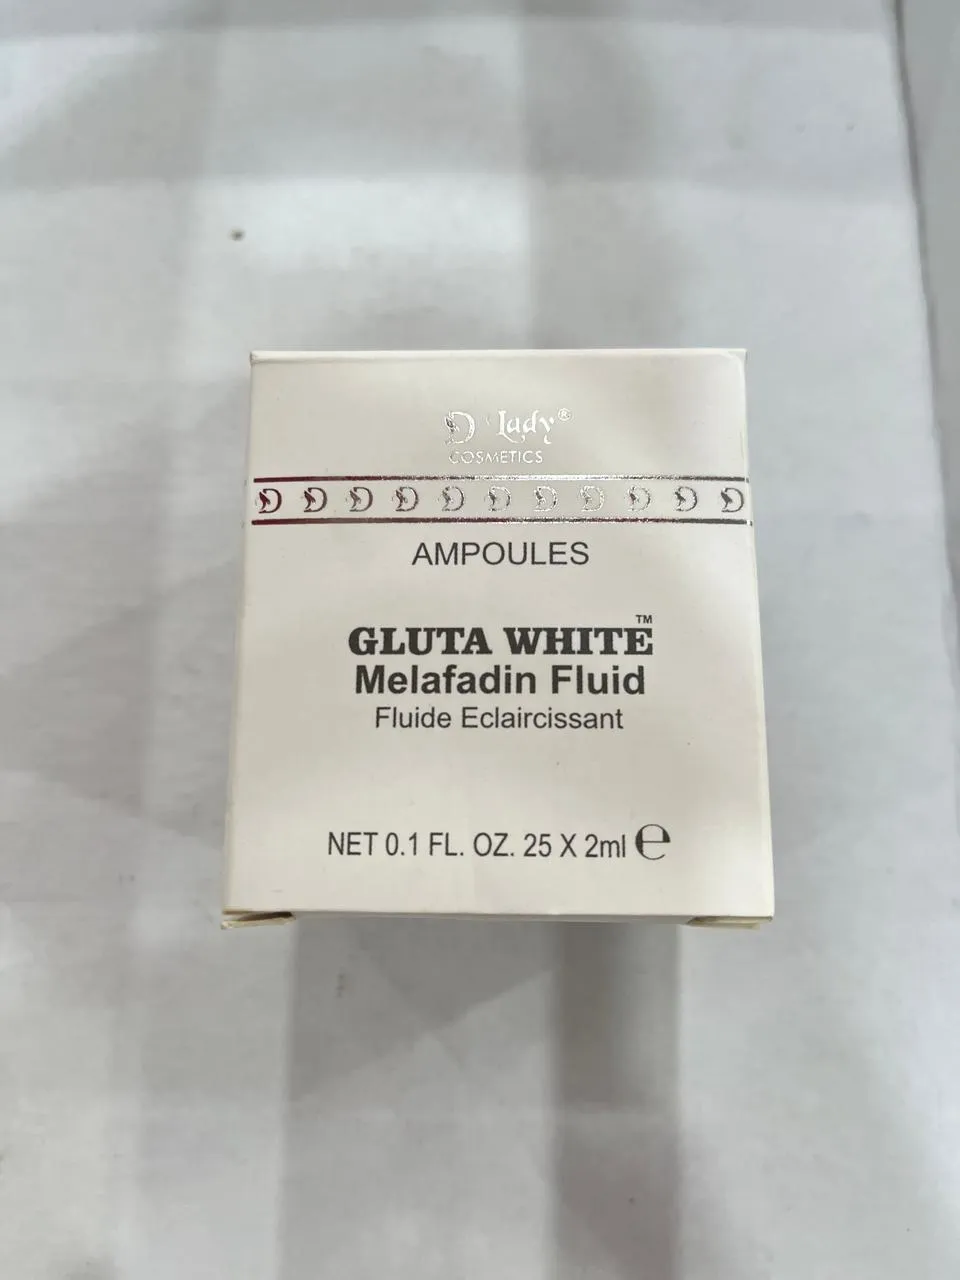 D'Lady®
COSMETICS
AMPOULES
GLUTA WHITE™
Melafadin Fluid
Fluide Eclaircissant
NET 0.1 FL. OZ. 25 X 2ml ℮